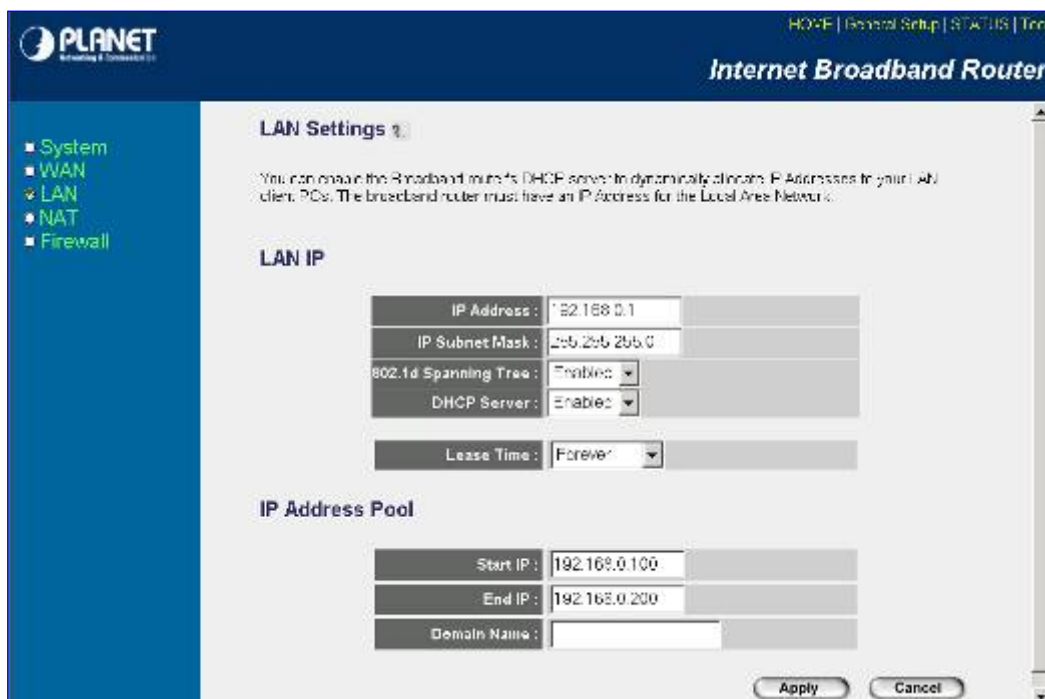 PLANET
Networking & Communication
HOME | General Setup | STATUS | Too
Internet Broadband Router
System
WAN
LAN
NAT
Firewall
LAN Settings ?
You can enable the Broadband router's DHCP server to dynamically allocate IP Addresses to your LAN
client PCs. The broadband router must have an IP Address for the Local Area Network.
LAN IP
IP Address : 192.168.0.1
IP Subnet Mask : 255.255.255.0
802.1d Spanning Tree : Enabled
DHCP Server : Enabled
Lease Time : Forever
IP Address Pool
Start IP : 192.168.0.100
End IP : 192.168.0.200
Domain Name :
Apply Cancel